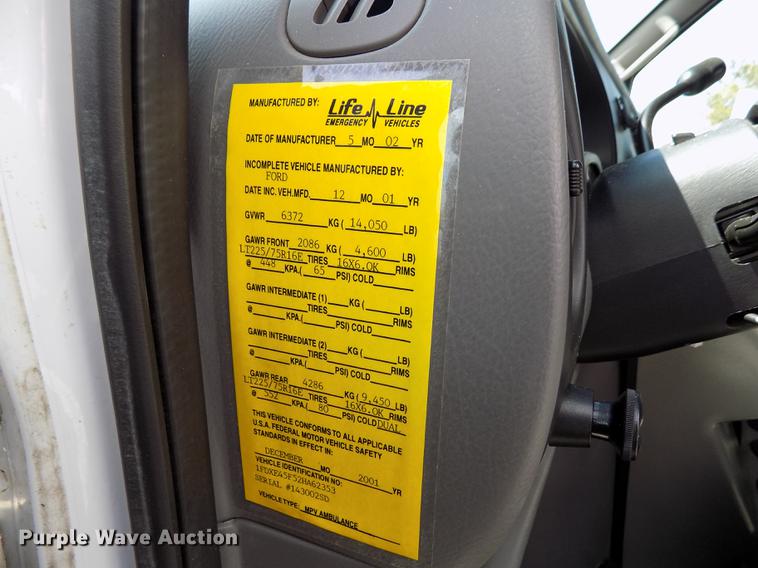 MANUFACTURED BY: Life Line
EMERGENCY VEHICLES
DATE OF MANUFACTURER 5 MO 02 YR
INCOMPLETE VEHICLE MANUFACTURED BY:
FORD
DATE INC. VEH.MFD. 12 MO 01 YR
GVWR 6372 KG ( 14,050 LB)
GAWR FRONT 2086 KG ( 4,600 LB)
LT225/75R16E TIRES 16X6.0K RIMS
@ 448 KPA.( 65 PSI) COLD
GAWR INTERMEDIATE (1) KG ( LB)
TIRES RIMS
@ KPA.( PSI) COLD
GAWR INTERMEDIATE (2) KG ( LB)
TIRES RIMS
@ KPA.( PSI) COLD
GAWR REAR 4286 KG ( 9,450 LB)
LT225/75R16E TIRES 16X6.0K RIMS
@ 552 KPA.( 80 PSI) COLD DUAL
THIS VEHICLE CONFORMS TO ALL APPLICABLE
U.S.A. FEDERAL MOTOR VEHICLE SAFETY
STANDARDS IN EFFECT IN:
DECEMBER MO 2001 YR
VEHICLE IDENTIFICATION NO:
1FDXE45F52HA62353
SERIAL #143002SD
VEHICLE TYPE: MPV AMBULANCE
Purple Wave Auction